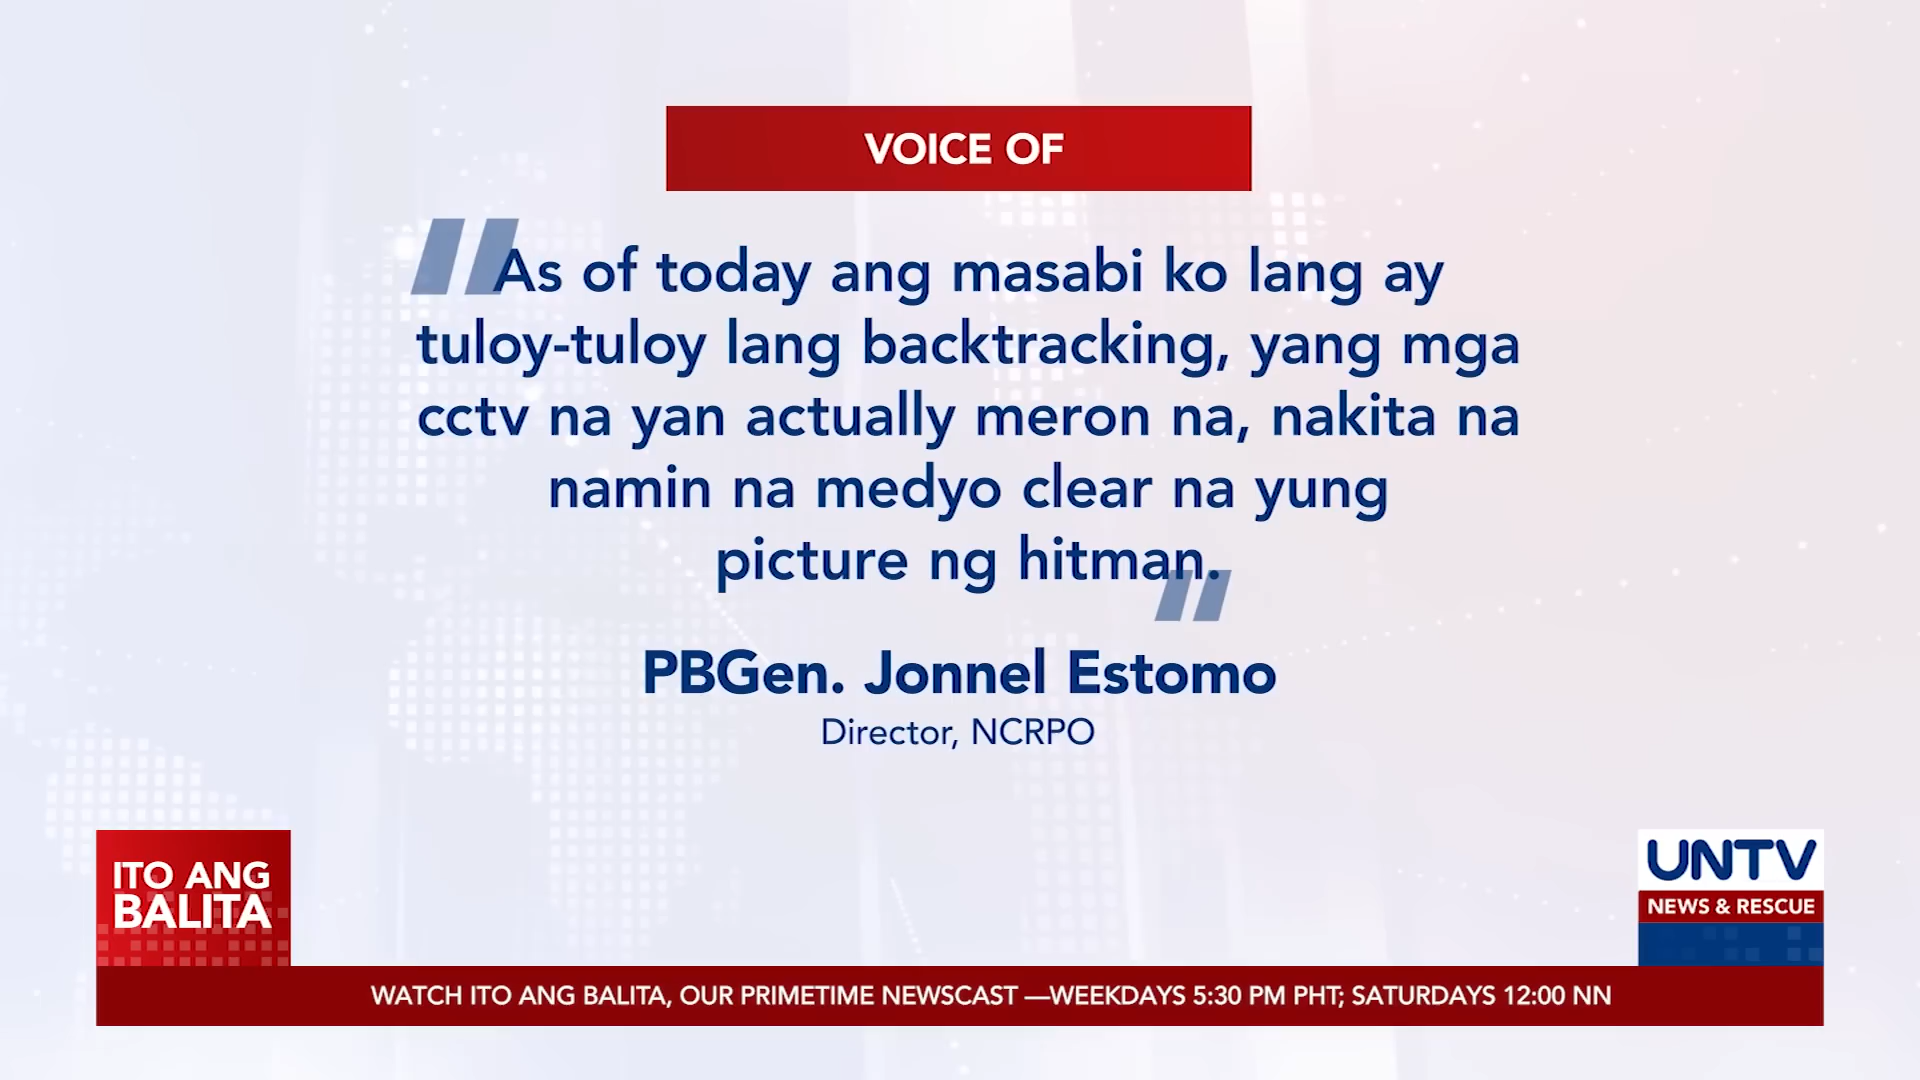 VOICE OF
"As of today ang masabi ko lang ay
tuloy-tuloy lang backtracking, yang mga
cctv na yan actually meron na, nakita na
namin na medyo clear na yung
picture ng hitman."
PBGen. Jonnel Estomo
Director, NCRPO
ITO ANG
BALITA
UNTV
NEWS & RESCUE
WATCH ITO ANG BALITA, OUR PRIMETIME NEWSCAST —WEEKDAYS 5:30 PM PHT; SATURDAYS 12:00 NN